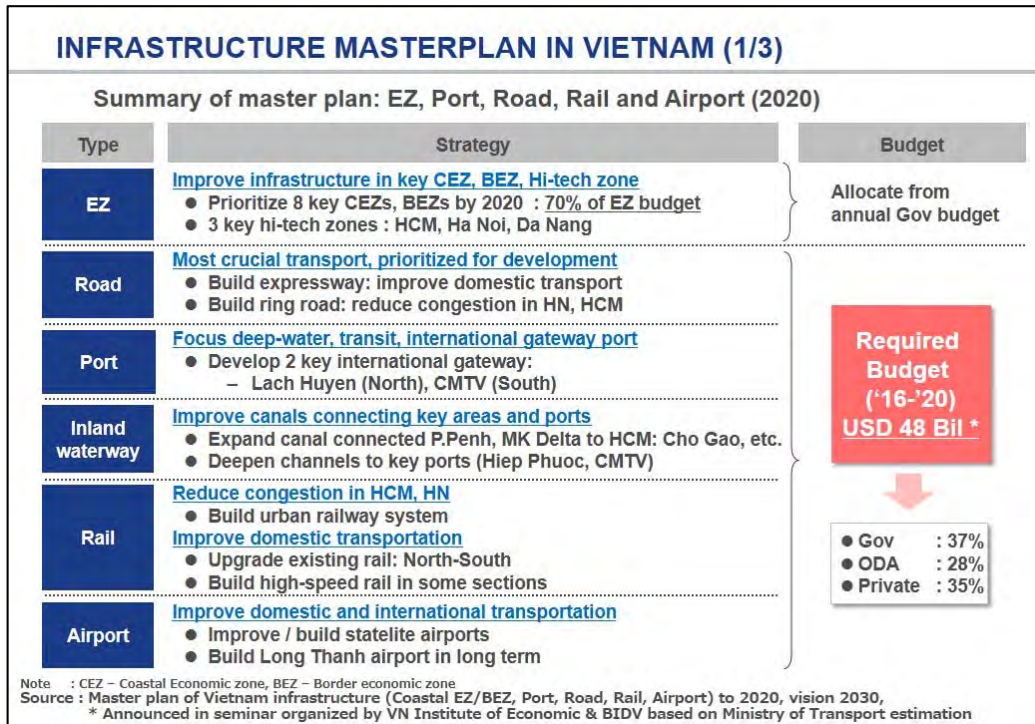 INFRASTRUCTURE MASTERPLAN IN VIETNAM (1/3)
Summary of master plan: EZ, Port, Road, Rail and Airport (2020)
Type
Strategy
Budget
EZ
Improve infrastructure in key CEZ, BEZ, Hi-tech zone
● Prioritize 8 key CEZs, BEZs by 2020 : 70% of EZ budget
● 3 key hi-tech zones : HCM, Ha Noi, Da Nang
Allocate from
annual Gov budget
Road
Most crucial transport, prioritized for development
● Build expressway: improve domestic transport
● Build ring road: reduce congestion in HN, HCM
Port
Focus deep-water, transit, international gateway port
● Develop 2 key international gateway:
– Lach Huyen (North), CMTV (South)
Inland
waterway
Improve canals connecting key areas and ports
● Expand canal connected P.Penh, MK Delta to HCM: Cho Gao, etc.
● Deepen channels to key ports (Hiep Phuoc, CMTV)
Rail
Reduce congestion in HCM, HN
● Build urban railway system
Improve domestic transportation
● Upgrade existing rail: North-South
● Build high-speed rail in some sections
Airport
Improve domestic and international transportation
● Improve / build statelite airports
● Build Long Thanh airport in long term
Required
Budget
('16-'20)
USD 48 Bil *
● Gov : 37%
● ODA : 28%
● Private : 35%
Note : CEZ – Coastal Economic zone, BEZ – Border economic zone
Source : Master plan of Vietnam infrastructure (Coastal EZ/BEZ, Port, Road, Rail, Airport) to 2020, vision 2030,
* Announced in seminar organized by VN Institute of Economic & BIDV based on Ministry of Transport estimation